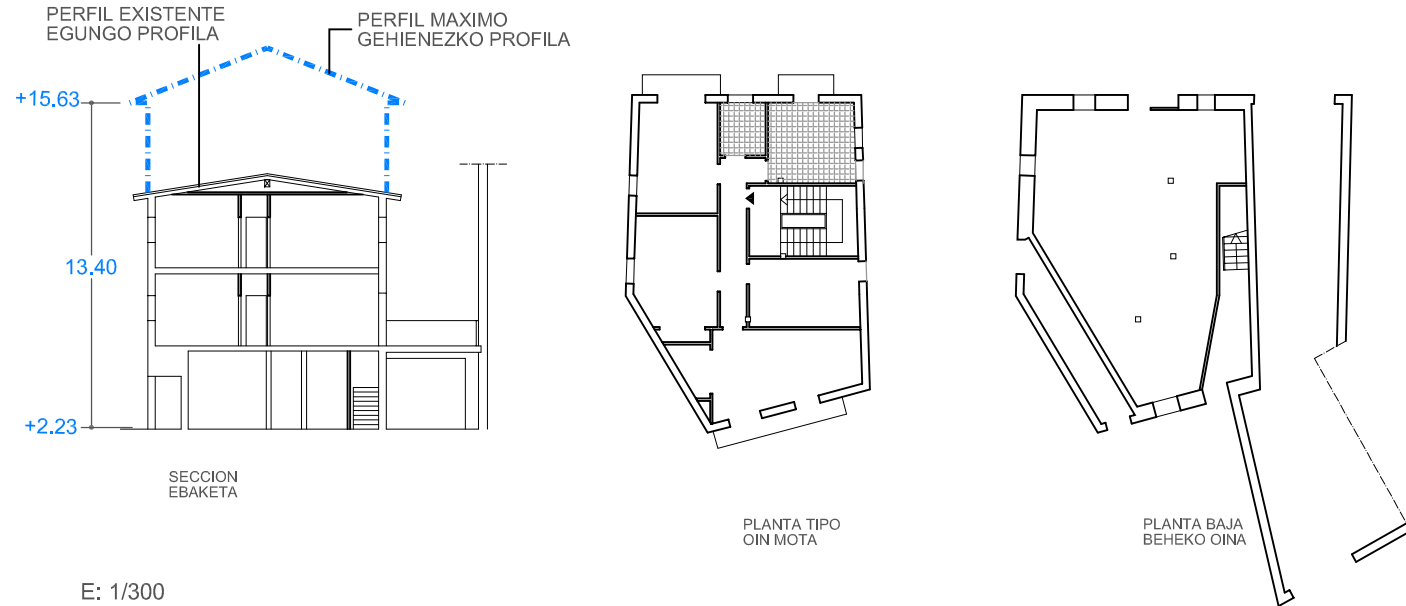 PERFIL EXISTENTE
EGUNGO PROFILA
PERFIL MAXIMO
GEHIENEZKO PROFILA
+15.63
13.40
+2.23
SECCION
EBAKETA
PLANTA TIPO
OIN MOTA
PLANTA BAJA
BEHEKO OINA
E: 1/300